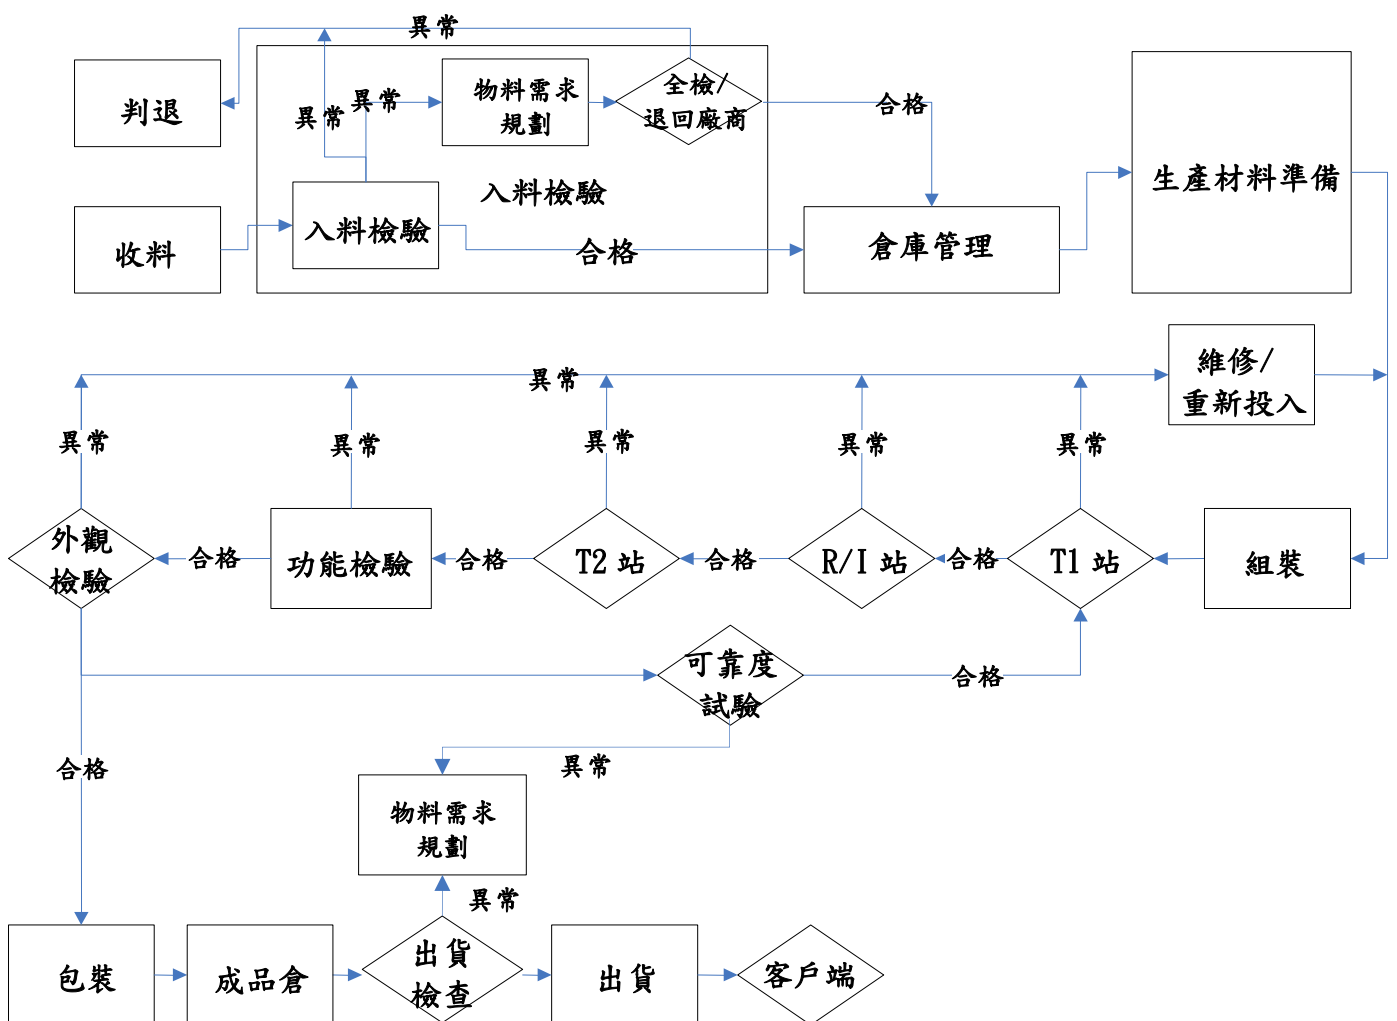 異常
判退
異常
異常
物料需求
規劃
全檢/
退回廠商
合格
生產材料準備
入料檢驗
收料
入料檢驗
合格
倉庫管理
異常
維修/
重新投入
異常
異常
異常
異常
異常
外觀
檢驗
合格
功能檢驗
合格
T2 站
合格
R/I 站
合格
T1 站
組裝
可靠度
試驗
合格
合格
異常
物料需求
規劃
異常
包裝
成品倉
出貨
檢查
出貨
客戶端